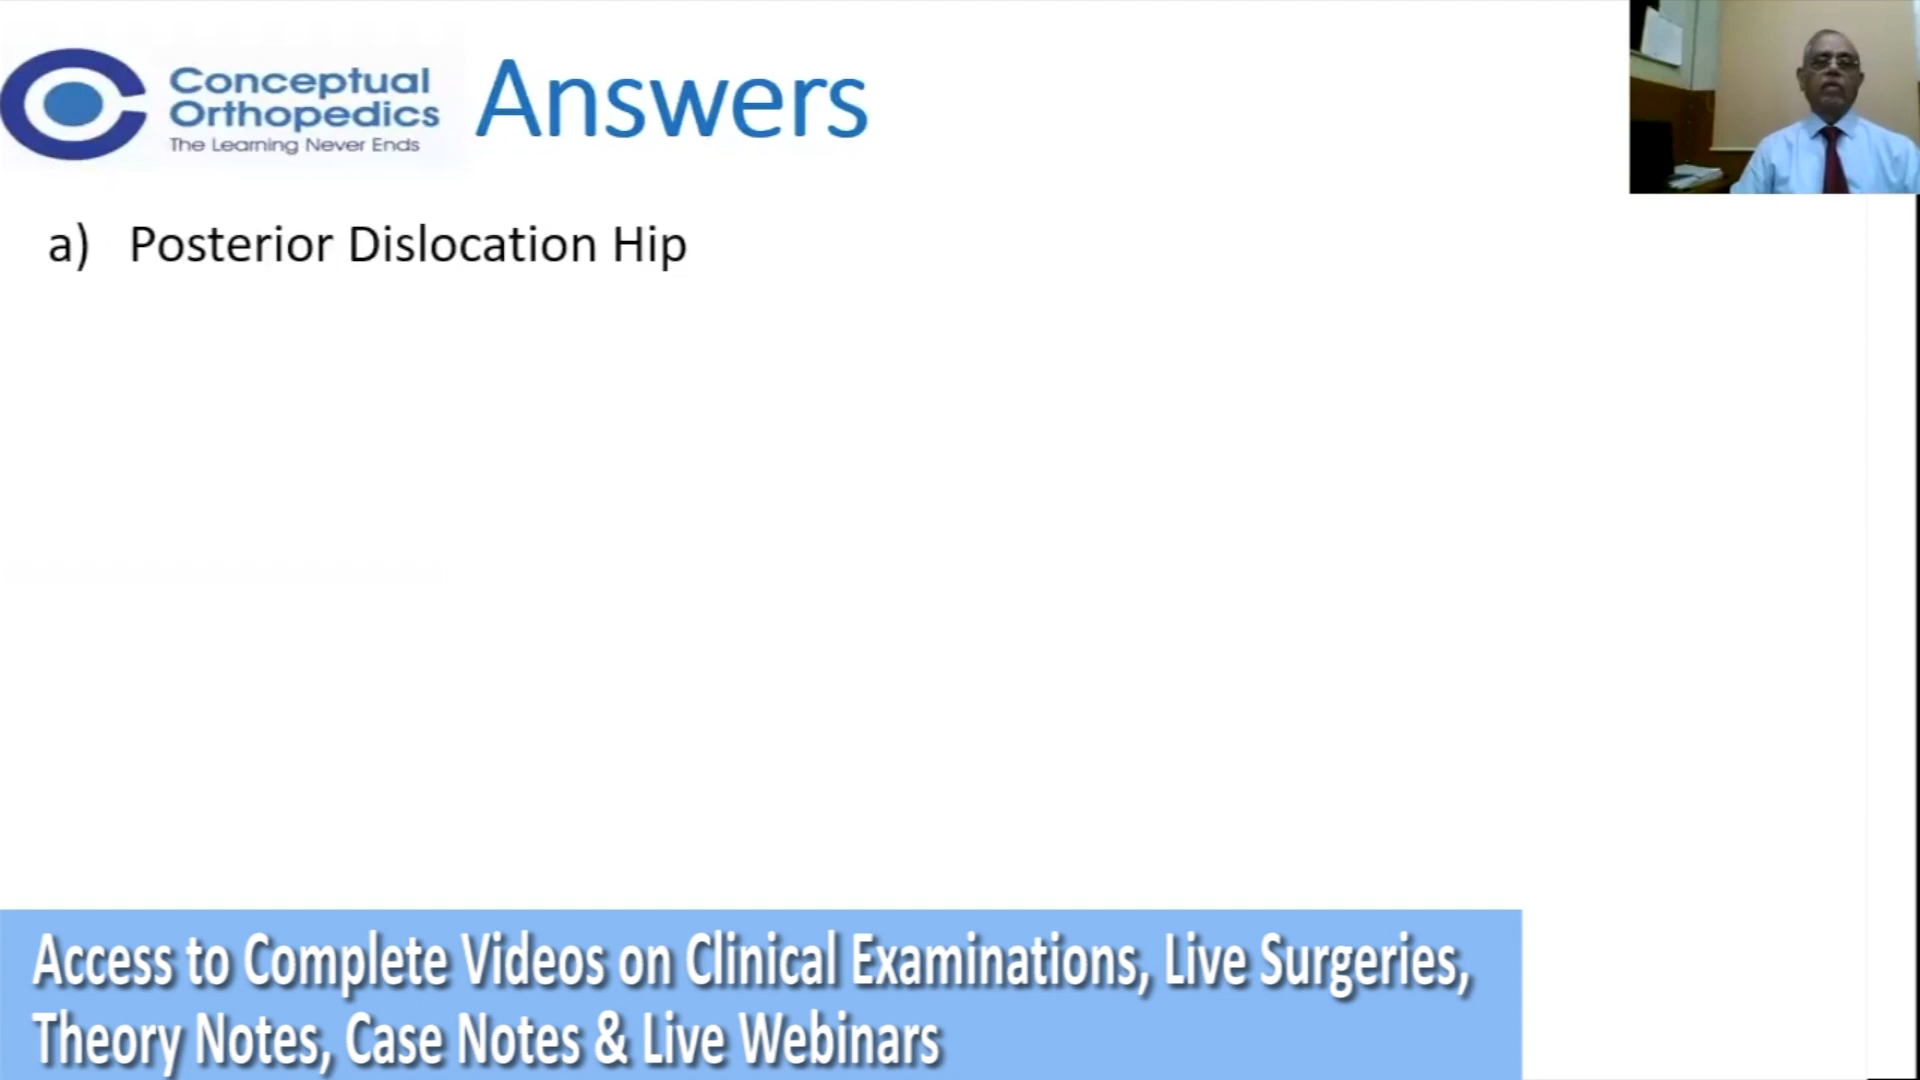 Conceptual
Orthopedics
The Learning Never Ends
Answers
a) Posterior Dislocation Hip
Access to Complete Videos on Clinical Examinations, Live Surgeries,
Theory Notes, Case Notes & Live Webinars